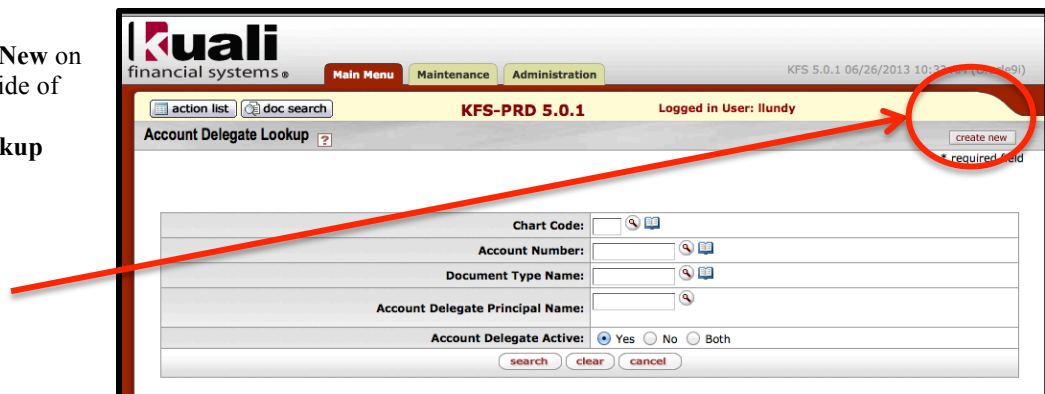 New on
ide of
kup
kuali
financial systems ®
Main Menu Maintenance Administration
KFS 5.0.1 06/26/2013 10:3
action list doc search KFS-PRD 5.0.1 Logged in User: llundy
Account Delegate Lookup ?
create new
* required field
Chart Code:
Account Number:
Document Type Name:
Account Delegate Principal Name:
Account Delegate Active: Yes No Both
search clear cancel